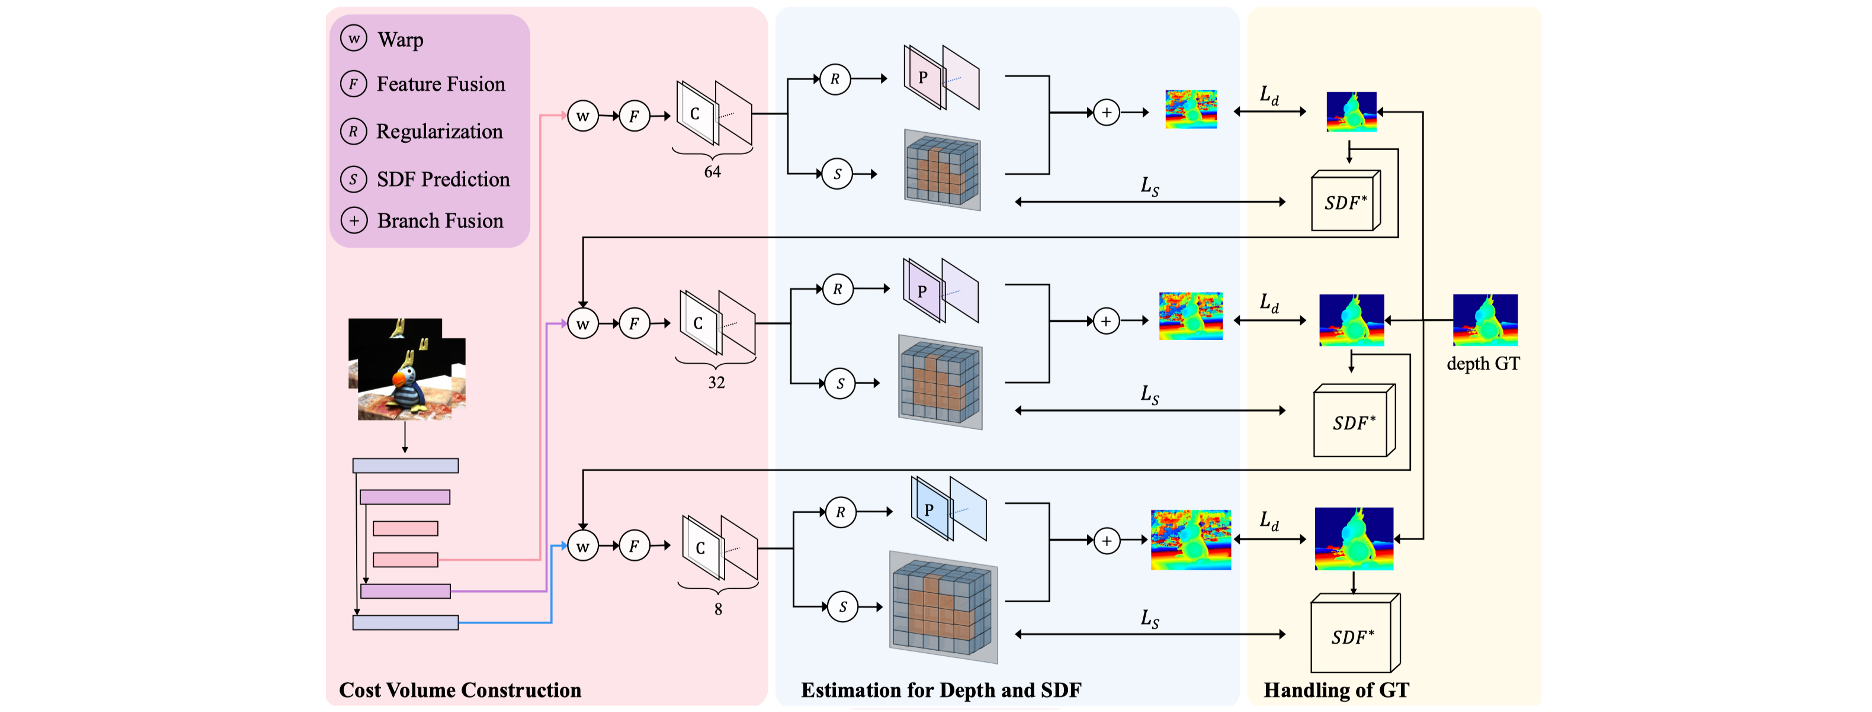 w Warp
F Feature Fusion
R Regularization
S SDF Prediction
+ Branch Fusion
w F C 64
R P
S
+
L_d
L_S
SDF*
w F C 32
R P
S
+
L_d
L_S
SDF*
depth GT
w F C 8
R P
S
+
L_d
L_S
SDF*
Cost Volume Construction
Estimation for Depth and SDF
Handling of GT